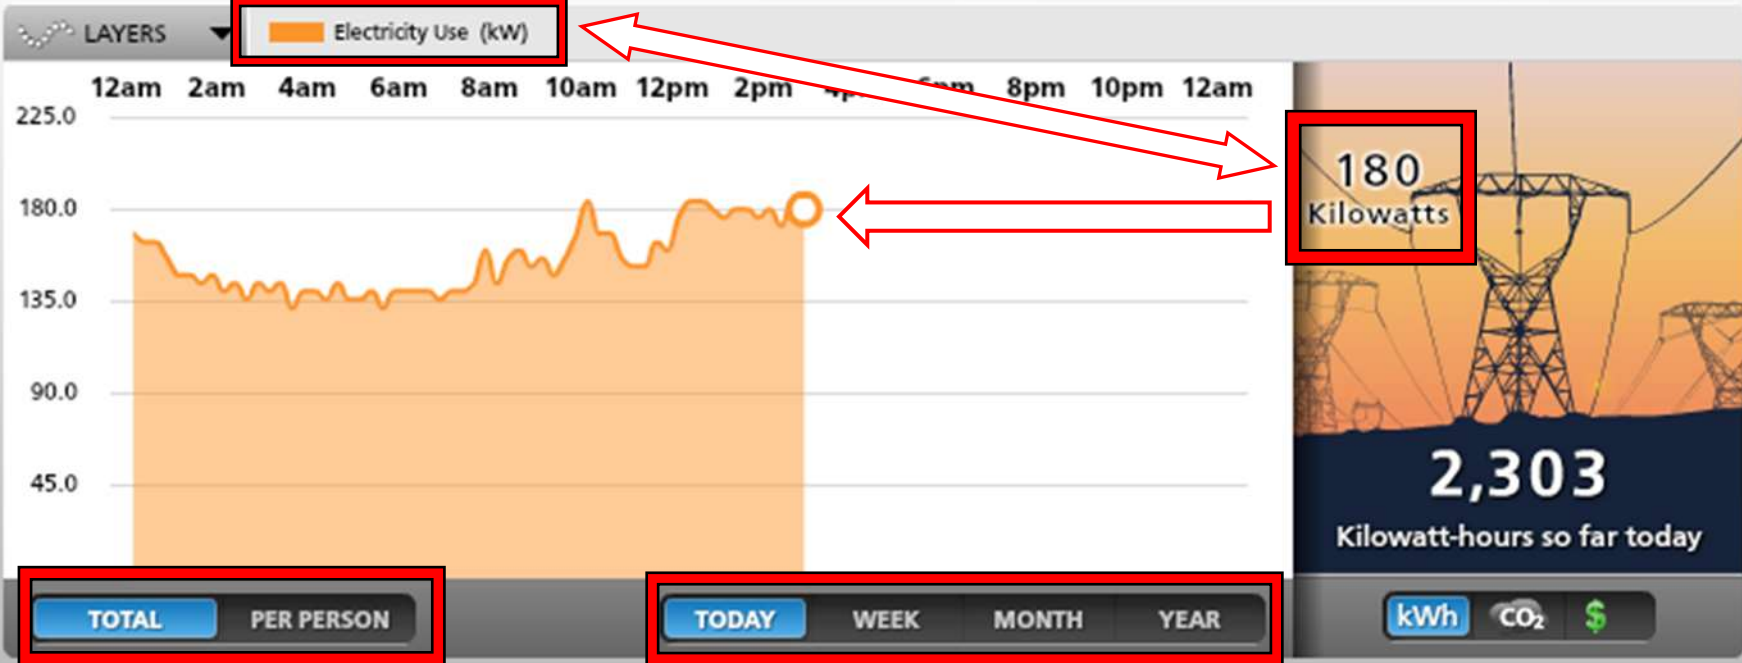 LAYERS Electricity Use (kW)
12am 2am 4am 6am 8am 10am 12pm 2pm 4pm 6pm 8pm 10pm 12am
225.0
180.0
135.0
90.0
45.0
180
Kilowatts
2,303
Kilowatt-hours so far today
TOTAL PER PERSON
TODAY WEEK MONTH YEAR
kWh CO₂ $